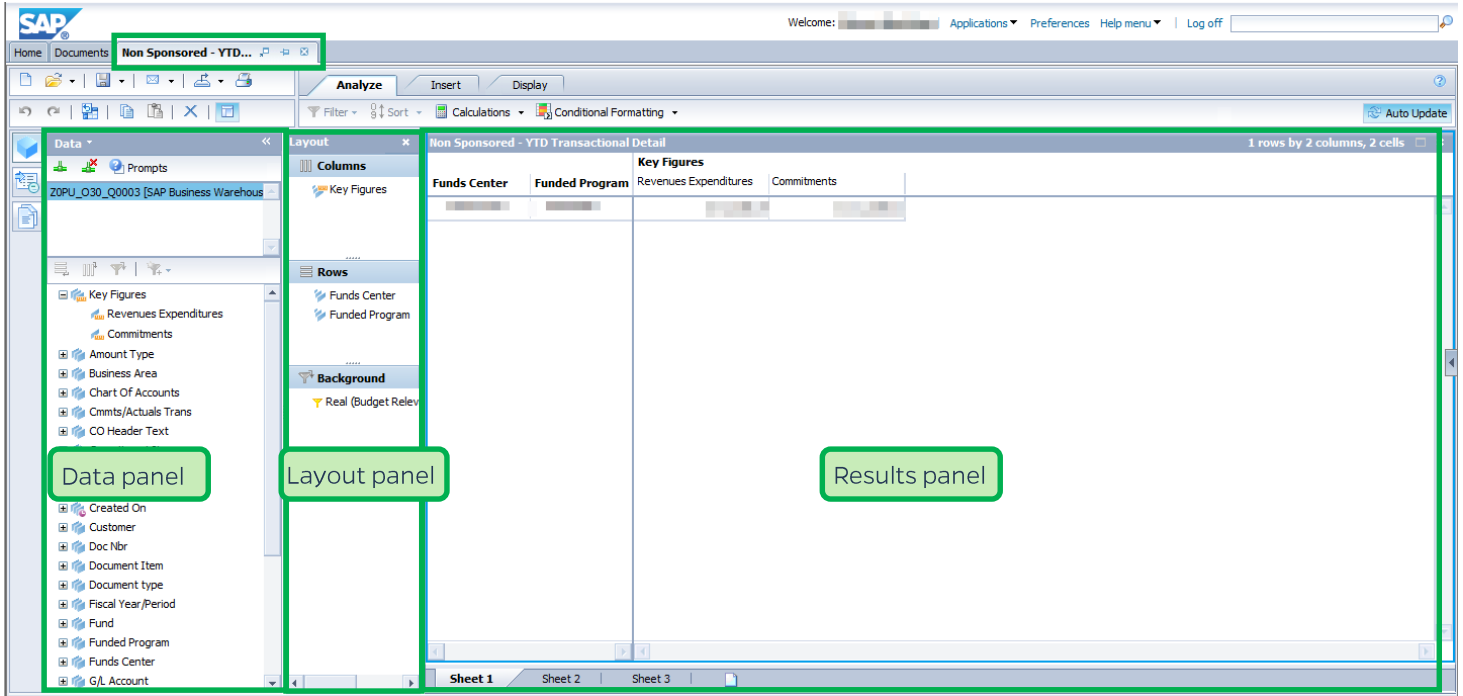 SAP®
Welcome: Applications Preferences Help menu | Log off
Home Documents Non Sponsored - YTD...
Analyze Insert Display
Filter Sort Calculations Conditional Formatting Auto Update
Data
Prompts
Z0PU_O30_Q0003 [SAP Business Warehous
Key Figures
Revenues Expenditures
Commitments
Amount Type
Business Area
Chart Of Accounts
Cmmts/Actuals Trans
CO Header Text
Data panel
Created On
Customer
Doc Nbr
Document Item
Document type
Fiscal Year/Period
Fund
Funded Program
Funds Center
G/L Account
Layout
Columns
Key Figures
Rows
Funds Center
Funded Program
Background
Real (Budget Relev
Layout panel
Non Sponsored - YTD Transactional Detail 1 rows by 2 columns, 2 cells
Key Figures
Funds Center Funded Program Revenues Expenditures Commitments
Results panel
Sheet 1 Sheet 2 Sheet 3